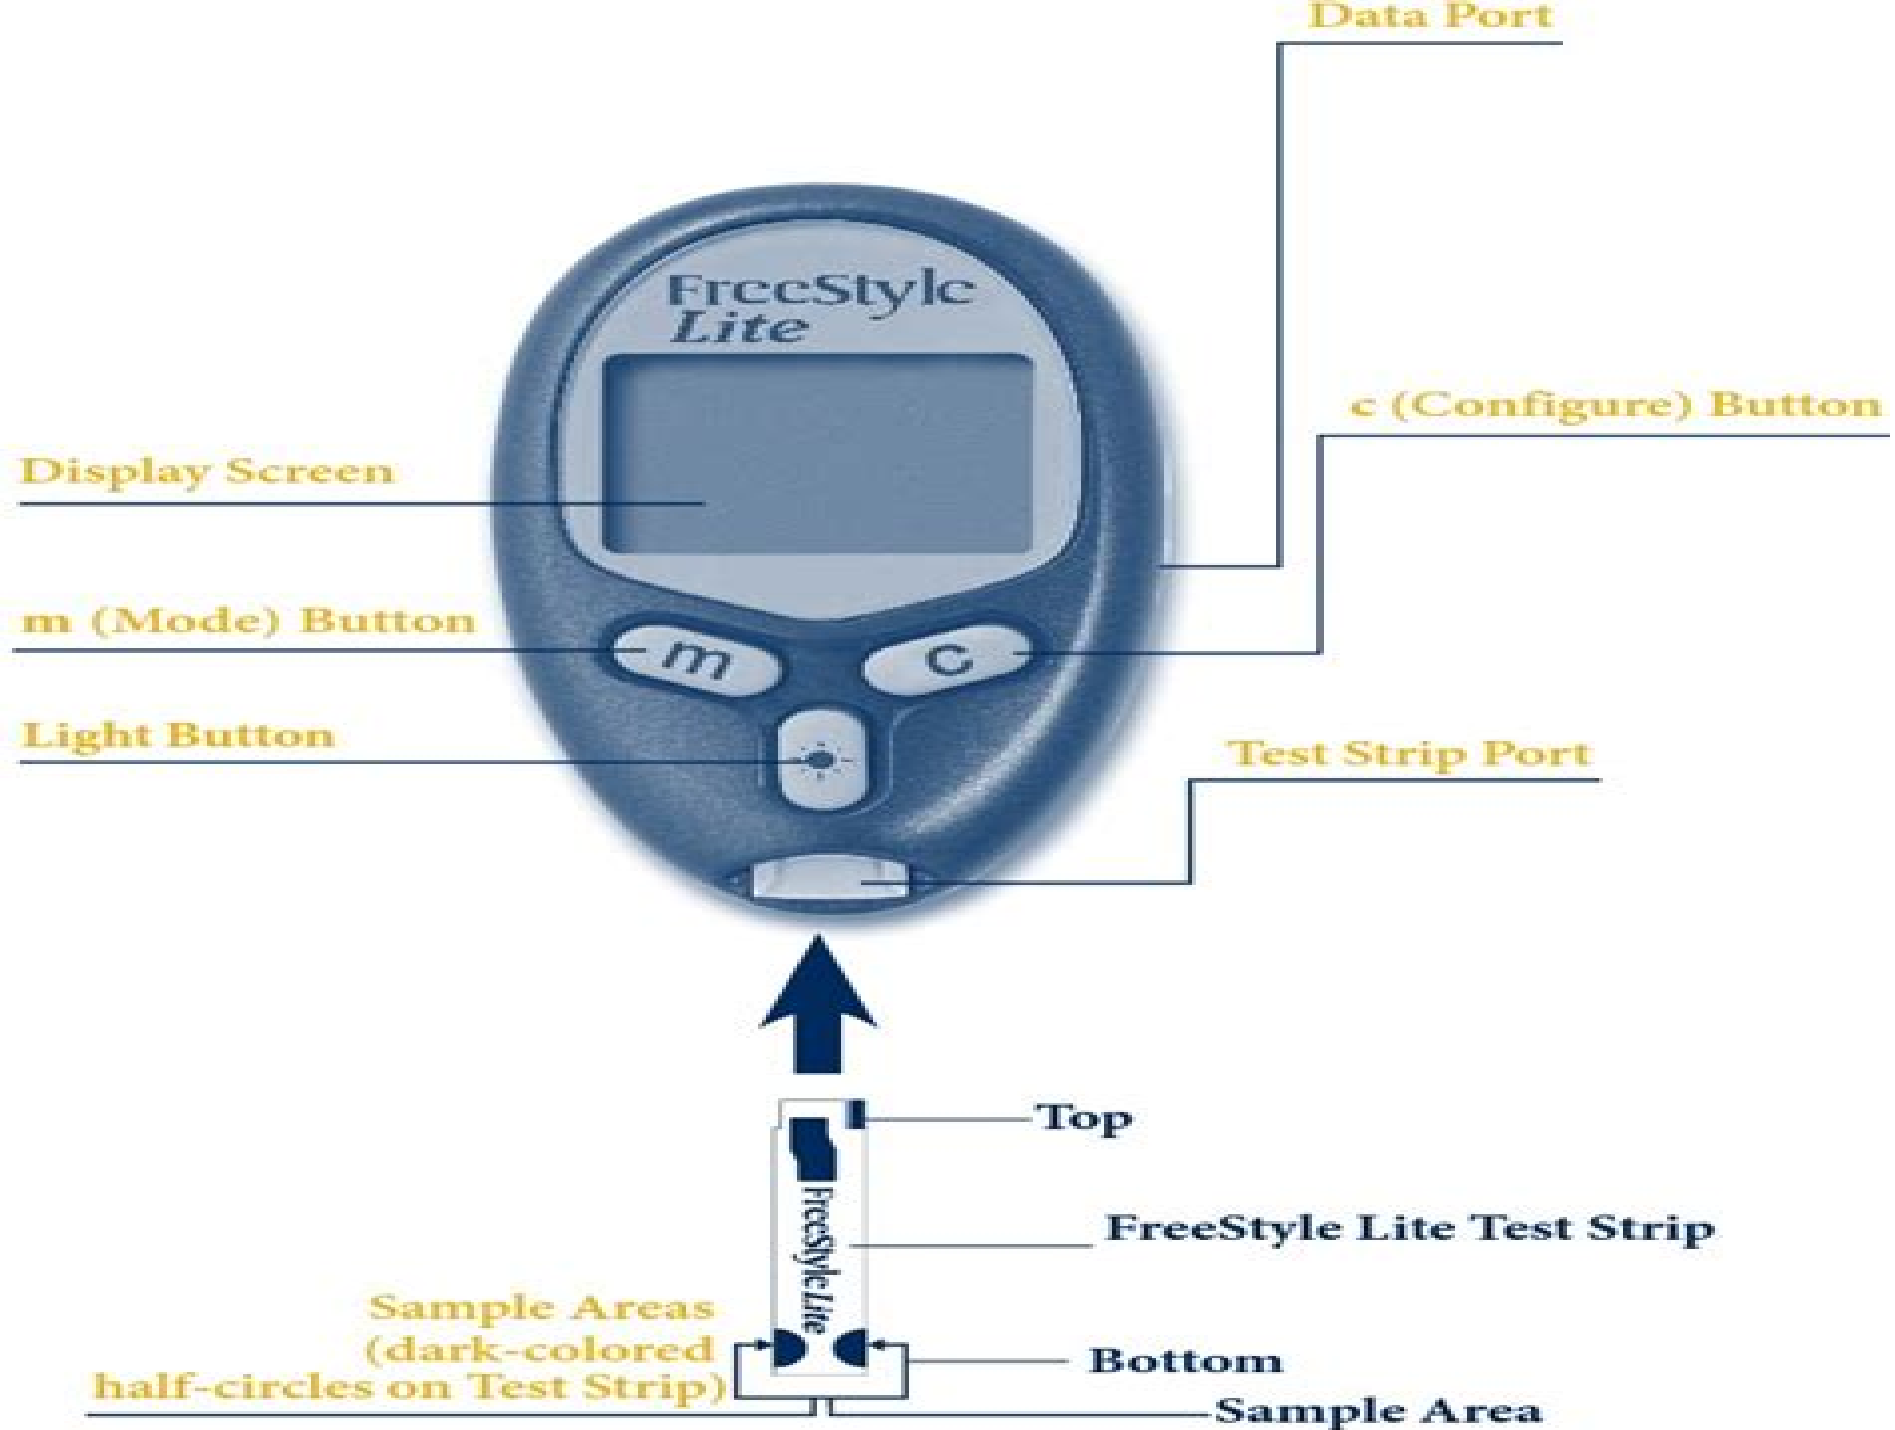 Data Port
FreeStyle
Lite
c (Configure) Button
Display Screen
m (Mode) Button
m
c
Light Button
Test Strip Port
Top
FreeStyle Lite
FreeStyle Lite Test Strip
Sample Areas
(dark-colored
half-circles on Test Strip)
Bottom
Sample Area